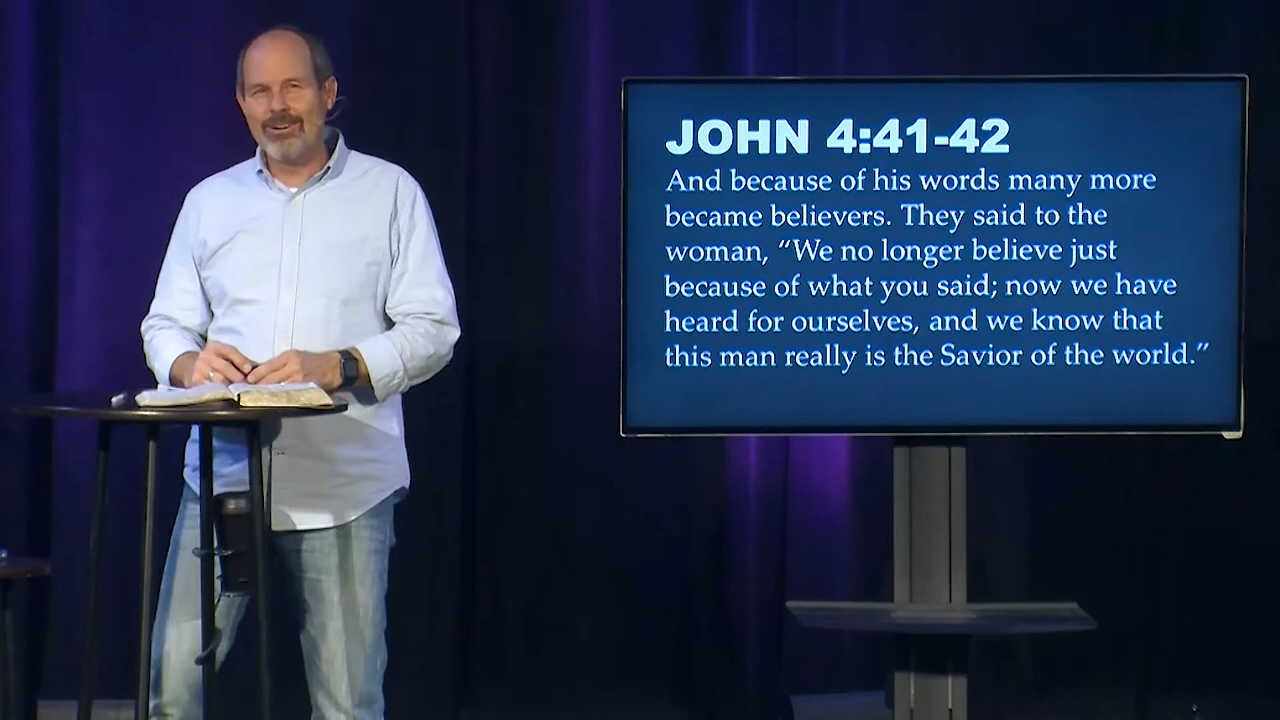 JOHN 4:41-42
And because of his words many more
became believers. They said to the
woman, “We no longer believe just
because of what you said; now we have
heard for ourselves, and we know that
this man really is the Savior of the world.”